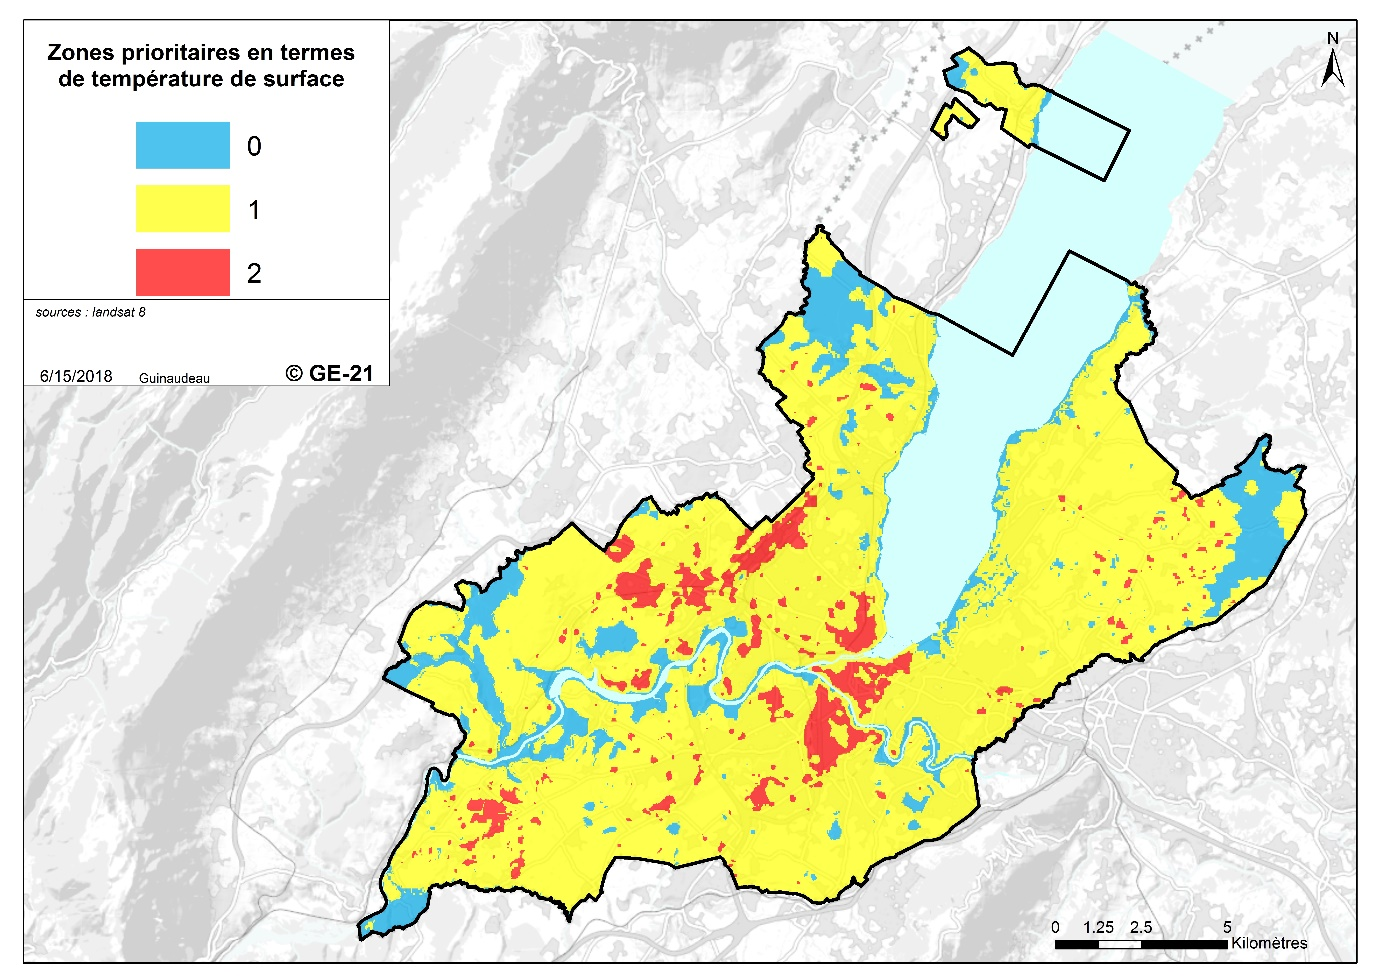 Zones prioritaires en termes
de température de surface
0
1
2
sources : landsat 8
6/15/2018 Guinaudeau © GE-21
N
0 1.25 2.5 5
Kilomètres